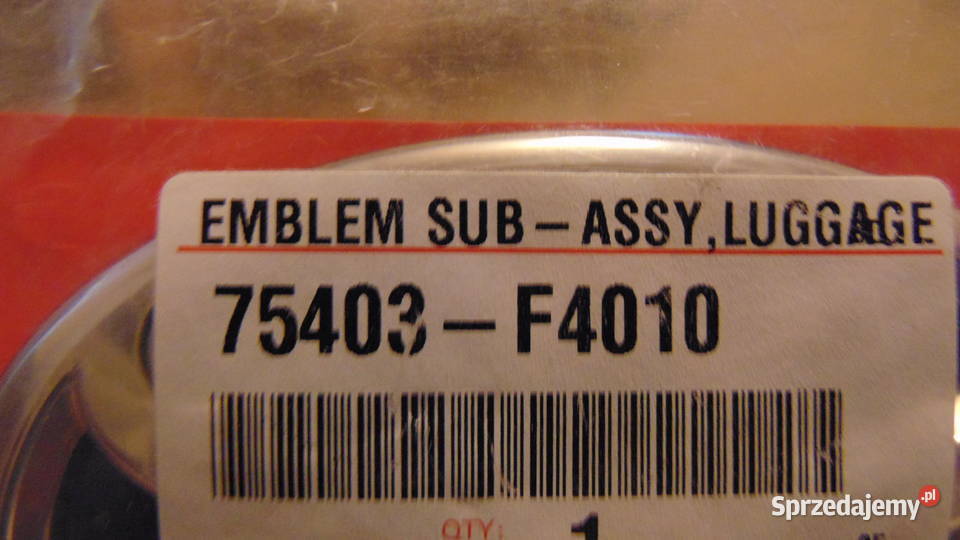 EMBLEM SUB-ASSY,LUGGAGE
75403-F4010
QTY: 1
Sprzedajemy.pl